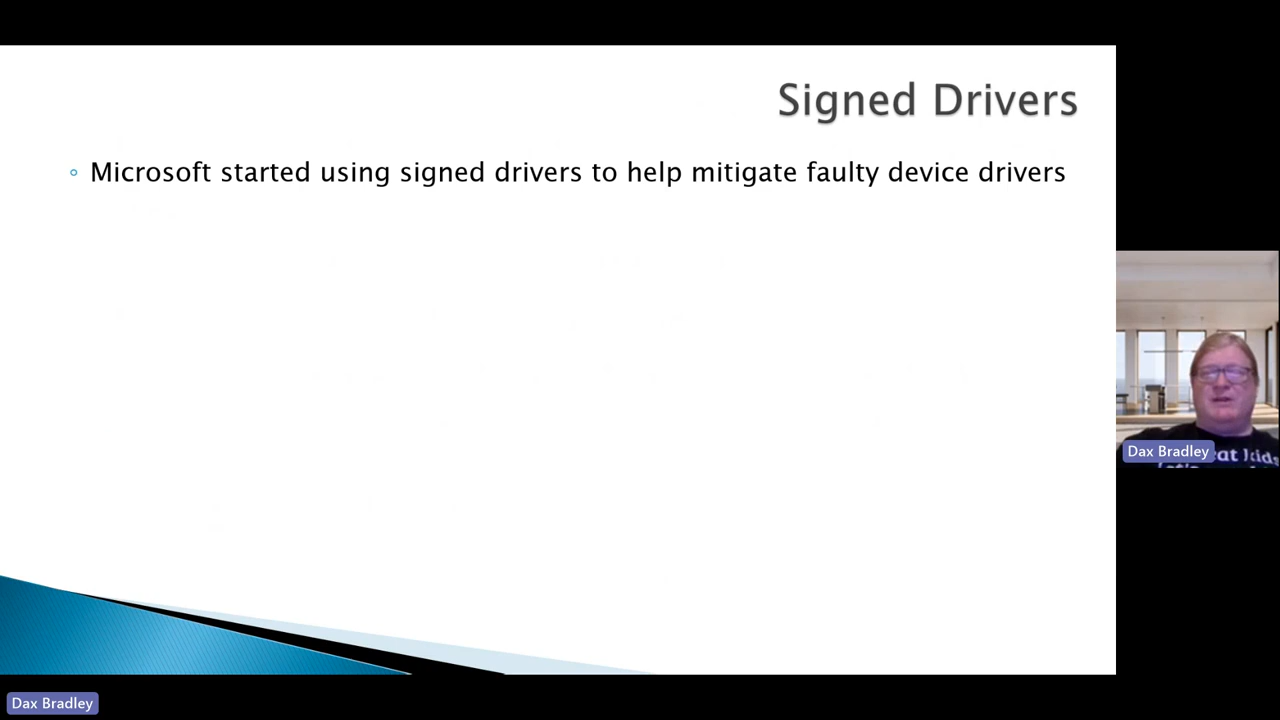 Signed Drivers
◦ Microsoft started using signed drivers to help mitigate faulty device drivers
Dax Bradley
Dax Bradley